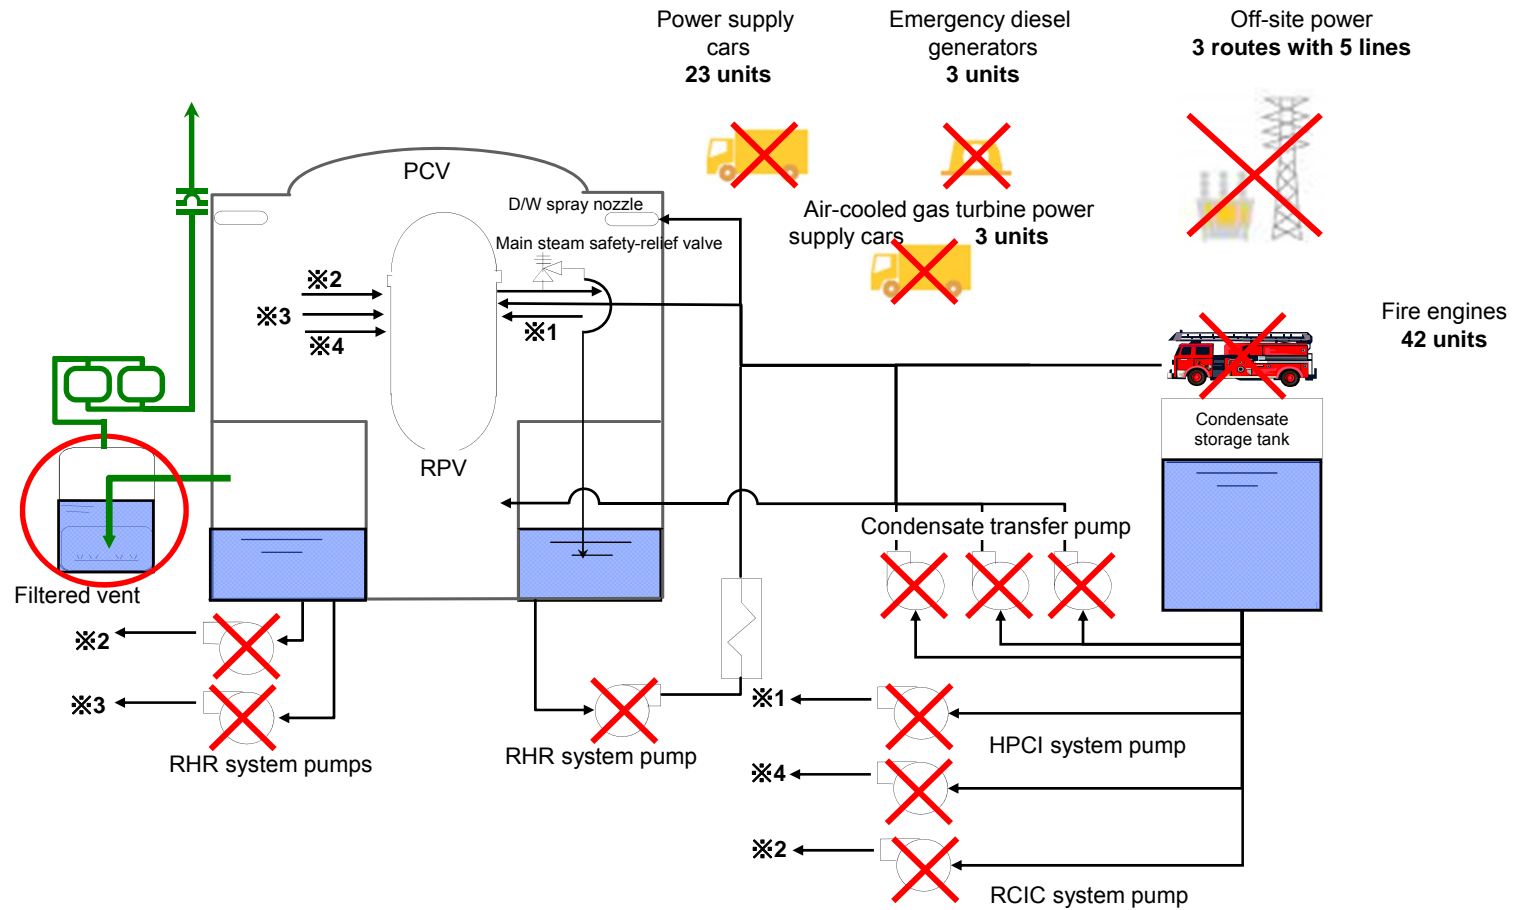 Power supply
cars
23 units
Emergency diesel
generators
3 units
Off-site power
3 routes with 5 lines
PCV
D/W spray nozzle
Air-cooled gas turbine power
supply cars 3 units
Main steam safety-relief valve
※2
※3
※1
※4
Fire engines
42 units
Condensate
storage tank
RPV
Condensate transfer pump
Filtered vent
※2
※3
RHR system pumps
RHR system pump
※1
HPCI system pump
※4
※2
RCIC system pump